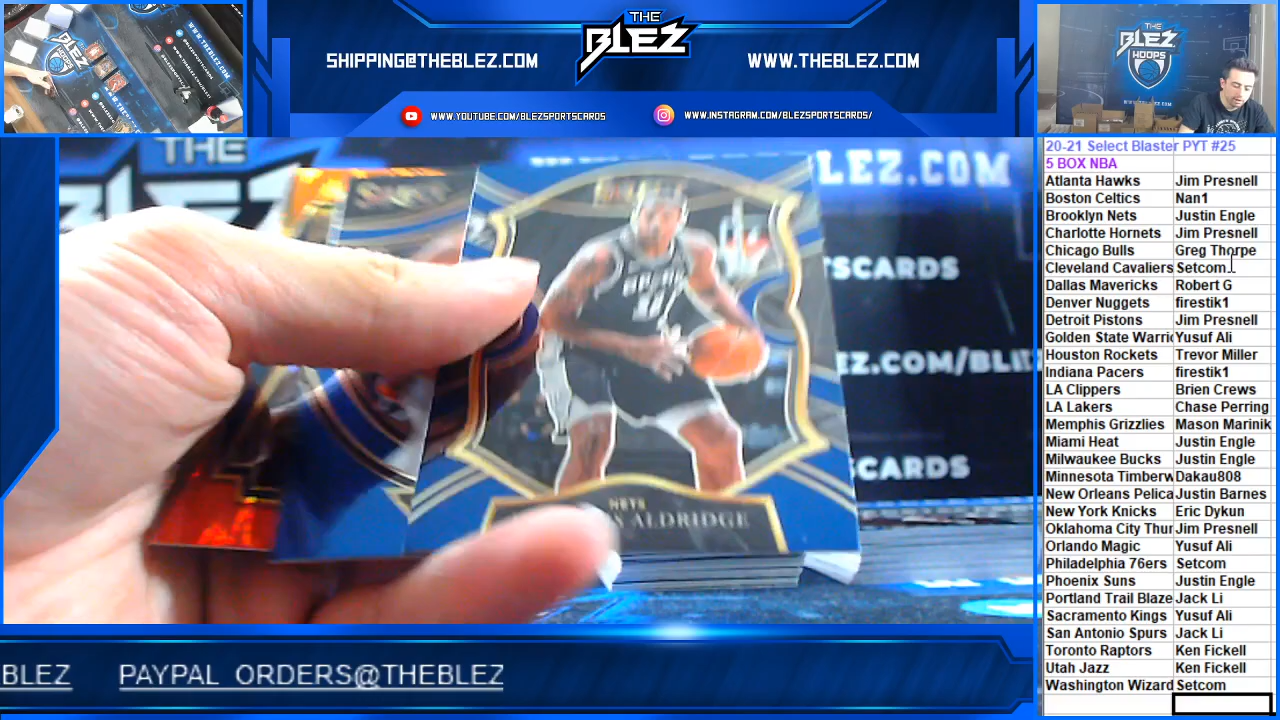 THE
BLEZ
SHIPPING@THEBLEZ.COM
WWW.THEBLEZ.COM
WWW.YOUTUBE.COM/BLEZSPORTSCARDS
WWW.INSTAGRAM.COM/BLEZSPORTSCARDS/
THE
BLEZ
HOOPS
THE
LEZ.COM
TSCARDS
EZ.COM/BLE
SCARDS
NETS
ALDRIDGE
20-21 Select Blaster PYT #25
5 BOX NBA
Atlanta Hawks Jim Presnell
Boston Celtics Nan1
Brooklyn Nets Justin Engle
Charlotte Hornets Jim Presnell
Chicago Bulls Greg Thorpe
Cleveland Cavaliers Setcom
Dallas Mavericks Robert G
Denver Nuggets firestik1
Detroit Pistons Jim Presnell
Golden State Warric Yusuf Ali
Houston Rockets Trevor Miller
Indiana Pacers firestik1
LA Clippers Brien Crews
LA Lakers Chase Perring
Memphis Grizzlies Mason Marinik
Miami Heat Justin Engle
Milwaukee Bucks Justin Engle
Minnesota Timberw Dakau808
New Orleans Pelica Justin Barnes
New York Knicks Eric Dykun
Oklahoma City Thur Jim Presnell
Orlando Magic Yusuf Ali
Philadelphia 76ers Setcom
Phoenix Suns Justin Engle
Portland Trail Blaze Jack Li
Sacramento Kings Yusuf Ali
San Antonio Spurs Jack Li
Toronto Raptors Ken Fickell
Utah Jazz Ken Fickell
Washington Wizard Setcom
BLEZ PAYPAL ORDERS@THEBLEZ